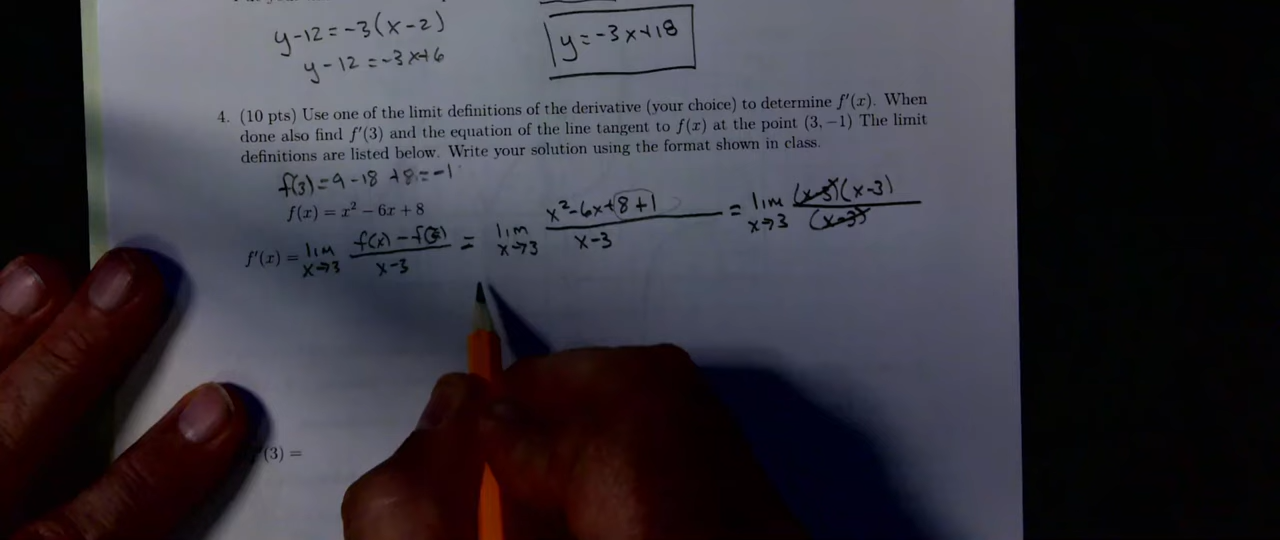 y-12=-3(x-2)
y=-3x+18
y-12=-3x+6
4. (10 pts) Use one of the limit definitions of the derivative (your choice) to determine f'(x). When
done also find f'(3) and the equation of the line tangent to f(x) at the point (3, −1) The limit
definitions are listed below. Write your solution using the format shown in class.
f(3)=9-18+8=-1
f(x) = x² − 6x + 8
f'(x) = lim x→3 (f(x)-f(3))/(x-3) = lim x→3 (x²-6x+8+1)/(x-3) = lim x→3 (x-3)(x-3)/(x-3)
(3) =